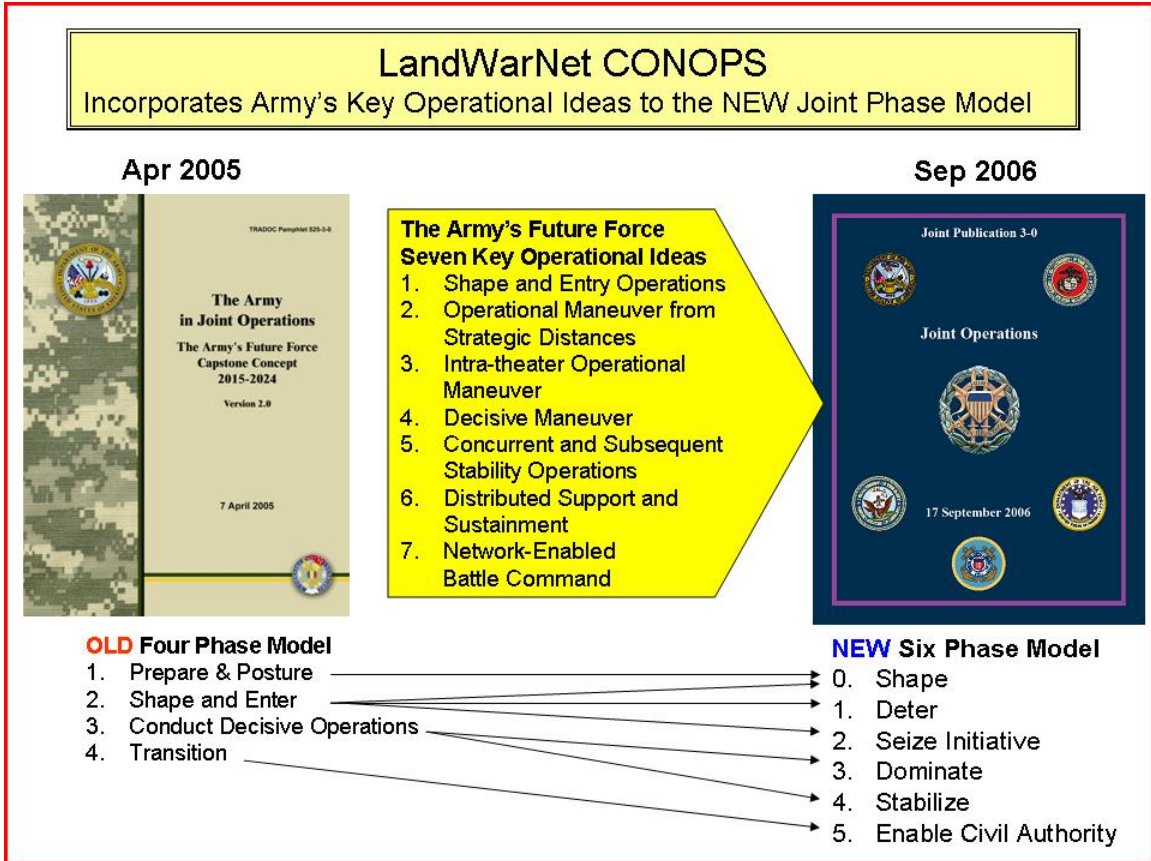 LandWarNet CONOPS
Incorporates Army's Key Operational Ideas to the NEW Joint Phase Model
Apr 2005
TRADOC Pamphlet 525-3-0
The Army
in Joint Operations
The Army's Future Force
Capstone Concept
2015-2024
Version 2.0
7 April 2005
The Army's Future Force
Seven Key Operational Ideas
1. Shape and Entry Operations
2. Operational Maneuver from
Strategic Distances
3. Intra-theater Operational
Maneuver
4. Decisive Maneuver
5. Concurrent and Subsequent
Stability Operations
6. Distributed Support and
Sustainment
7. Network-Enabled
Battle Command
Sep 2006
Joint Publication 3-0
Joint Operations
17 September 2006
OLD Four Phase Model
1. Prepare & Posture
2. Shape and Enter
3. Conduct Decisive Operations
4. Transition
NEW Six Phase Model
0. Shape
1. Deter
2. Seize Initiative
3. Dominate
4. Stabilize
5. Enable Civil Authority